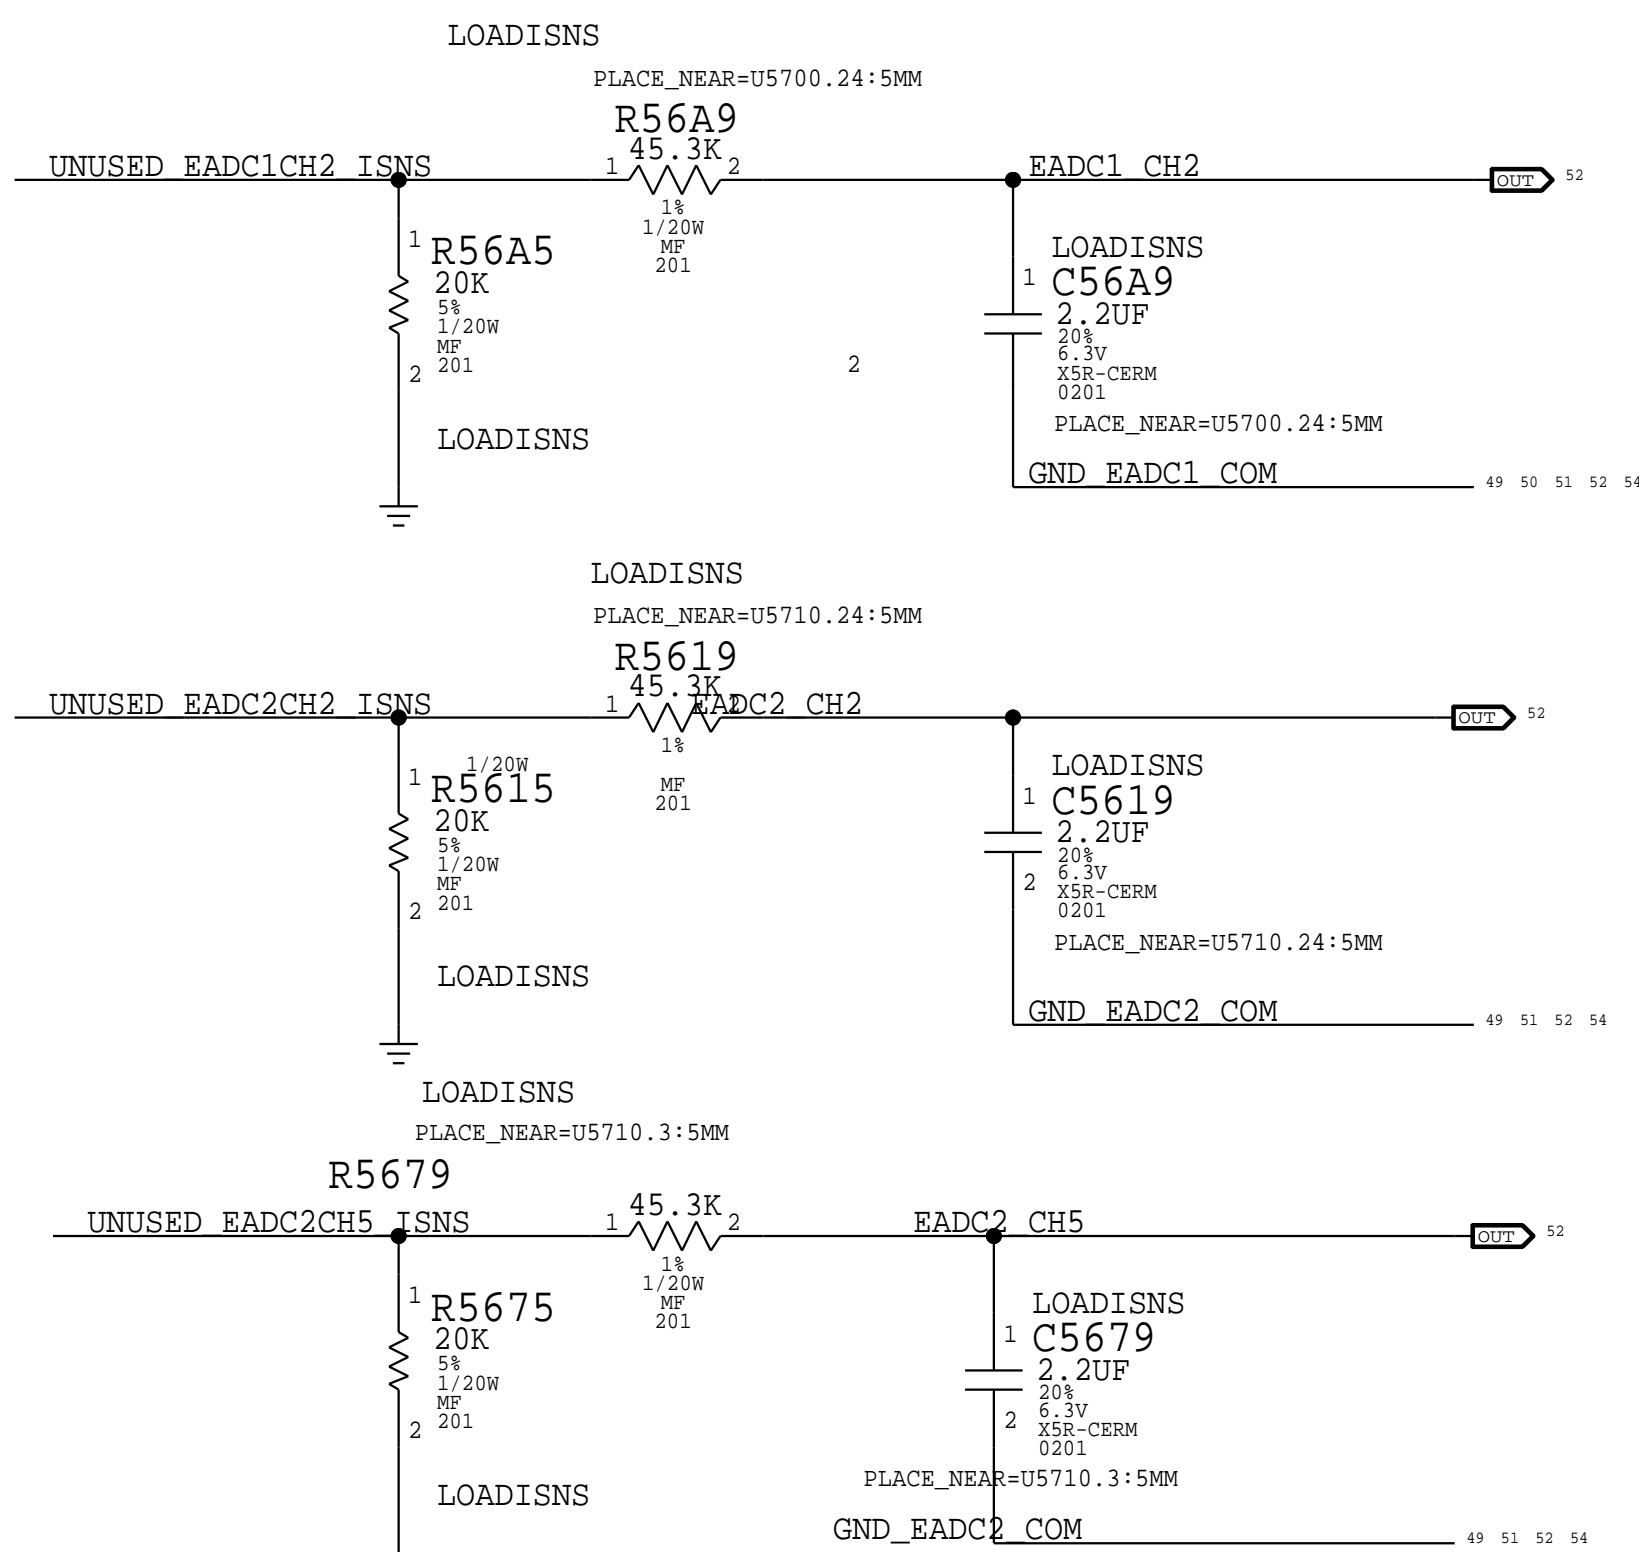 LOADISNS
PLACE_NEAR=U5700.24:5MM
R56A9
45.3K
UNUSED_EADC1CH2_ISNS
1
2
EADC1_CH2
OUT
52
1%
1/20W
MF
201
1
R56A5
20K
5%
1/20W
MF
201
2
LOADISNS
2
LOADISNS
1
C56A9
2.2UF
20%
6.3V
X5R-CERM
0201
PLACE_NEAR=U5700.24:5MM
GND_EADC1_COM
49 50 51 52 54
LOADISNS
PLACE_NEAR=U5710.24:5MM
R5619
45.3K
UNUSED_EADC2CH2_ISNS
1
2
EADC2_CH2
OUT
52
1%
MF
201
1/20W
1
R5615
20K
5%
1/20W
MF
201
2
LOADISNS
LOADISNS
1
C5619
2.2UF
20%
6.3V
2
X5R-CERM
0201
PLACE_NEAR=U5710.24:5MM
GND_EADC2_COM
49 51 52 54
LOADISNS
PLACE_NEAR=U5710.3:5MM
R5679
45.3K
UNUSED_EADC2CH5_ISNS
1
2
EADC2_CH5
OUT
52
1%
1/20W
MF
201
1
R5675
20K
5%
1/20W
MF
201
2
LOADISNS
LOADISNS
1
C5679
2.2UF
20%
6.3V
2
X5R-CERM
0201
PLACE_NEAR=U5710.3:5MM
GND_EADC2_COM
49 51 52 54